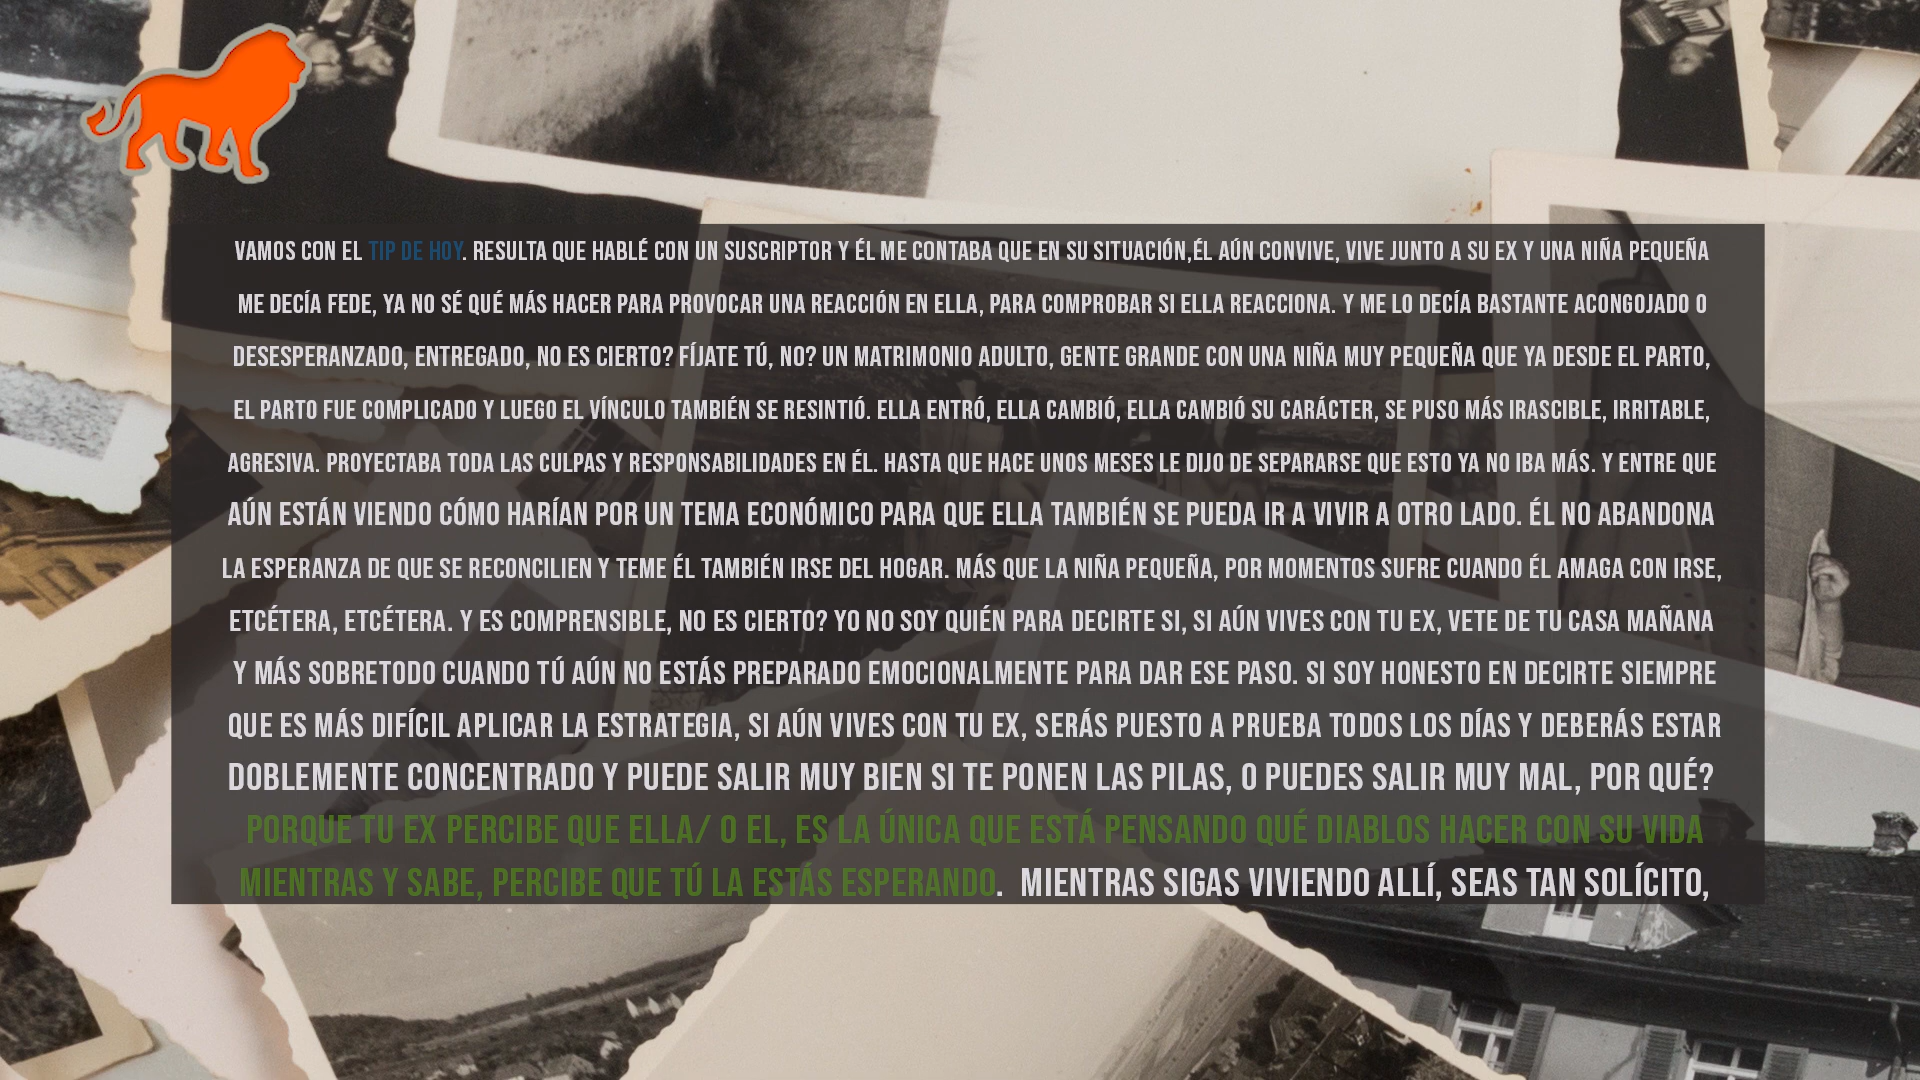 VAMOS CON EL TIP DE HOY. RESULTA QUE HABLÉ CON UN SUSCRIPTOR Y ÉL ME CONTABA QUE EN SU SITUACIÓN,ÉL AÚN CONVIVE, VIVE JUNTO A SU EX Y UNA NIÑA PEQUEÑA
ME DECÍA FEDE, YA NO SÉ QUÉ MÁS HACER PARA PROVOCAR UNA REACCIÓN EN ELLA, PARA COMPROBAR SI ELLA REACCIONA. Y ME LO DECÍA BASTANTE ACONGOJADO O
DESESPERANZADO, ENTREGADO, NO ES CIERTO? FÍJATE TÚ, NO? UN MATRIMONIO ADULTO, GENTE GRANDE CON UNA NIÑA MUY PEQUEÑA QUE YA DESDE EL PARTO,
EL PARTO FUE COMPLICADO Y LUEGO EL VÍNCULO TAMBIÉN SE RESINTIÓ. ELLA ENTRÓ, ELLA CAMBIÓ, ELLA CAMBIÓ SU CARÁCTER, SE PUSO MÁS IRASCIBLE, IRRITABLE,
AGRESIVA. PROYECTABA TODA LAS CULPAS Y RESPONSABILIDADES EN ÉL. HASTA QUE HACE UNOS MESES LE DIJO DE SEPARARSE QUE ESTO YA NO IBA MÁS. Y ENTRE QUE
AÚN ESTÁN VIENDO CÓMO HARÍAN POR UN TEMA ECONÓMICO PARA QUE ELLA TAMBIÉN SE PUEDA IR A VIVIR A OTRO LADO. ÉL NO ABANDONA
LA ESPERANZA DE QUE SE RECONCILIEN Y TEME ÉL TAMBIÉN IRSE DEL HOGAR. MÁS QUE LA NIÑA PEQUEÑA, POR MOMENTOS SUFRE CUANDO ÉL AMAGA CON IRSE,
ETCÉTERA, ETCÉTERA. Y ES COMPRENSIBLE, NO ES CIERTO? YO NO SOY QUIÉN PARA DECIRTE SI, SI AÚN VIVES CON TU EX, VETE DE TU CASA MAÑANA
Y MÁS SOBRETODO CUANDO TÚ AÚN NO ESTÁS PREPARADO EMOCIONALMENTE PARA DAR ESE PASO. SI SOY HONESTO EN DECIRTE SIEMPRE
QUE ES MÁS DIFÍCIL APLICAR LA ESTRATEGIA, SI AÚN VIVES CON TU EX, SERÁS PUESTO A PRUEBA TODOS LOS DÍAS Y DEBERÁS ESTAR
DOBLEMENTE CONCENTRADO Y PUEDE SALIR MUY BIEN SI TE PONEN LAS PILAS, O PUEDES SALIR MUY MAL, POR QUÉ?
PORQUE TU EX PERCIBE QUE ELLA/ O EL, ES LA ÚNICA QUE ESTÁ PENSANDO QUÉ DIABLOS HACER CON SU VIDA
MIENTRAS Y SABE, PERCIBE QUE TÚ LA ESTÁS ESPERANDO. MIENTRAS SIGAS VIVIENDO ALLÍ, SEAS TAN SOLÍCITO,